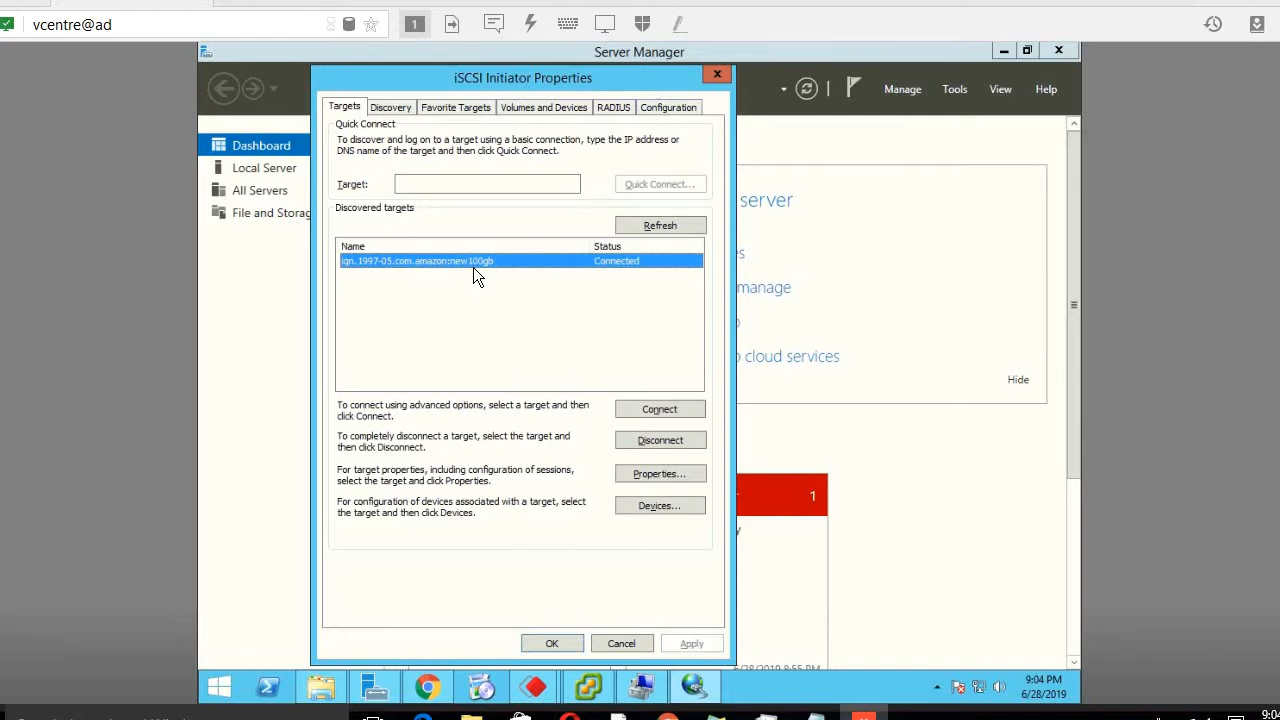 vcentre@ad
1
Server Manager
iSCSI Initiator Properties
Manage
Tools
View
Help
Targets
Discovery
Favorite Targets
Volumes and Devices
RADIUS
Configuration
Quick Connect
To discover and log on to a target using a basic connection, type the IP address or
DNS name of the target and then click Quick Connect.
Target:
Quick Connect...
Discovered targets
Refresh
Name
Status
iqn.1997-05.com.amazon:new100gb
Connected
To connect using advanced options, select a target and then
click Connect.
Connect
To completely disconnect a target, select the target and
then click Disconnect.
Disconnect
For target properties, including configuration of sessions,
select the target and click Properties.
Properties...
For configuration of devices associated with a target, select
the target and then click Devices.
Devices...
OK
Cancel
Apply
Dashboard
Local Server
All Servers
File and Storag
server
manage
cloud services
Hide
1
6/28/2019 8:55 PM
9:04 PM
6/28/2019